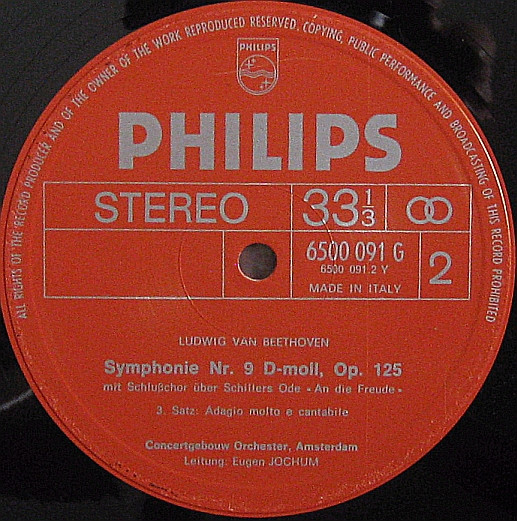 ALL RIGHTS OF THE RECORD PRODUCER AND OF THE OWNER OF THE WORK REPRODUCED RESERVED. COPYING, PUBLIC PERFORMANCE AND BROADCASTING OF THIS RECORD PROHIBITED
PHILIPS
PHILIPS
STEREO
33 1/3
6500 091 G
6500 091.2 Y
MADE IN ITALY
2
LUDWIG VAN BEETHOVEN
Symphonie Nr. 9 D-moll, Op. 125
mit Schlußchor über Schillers Ode «An die Freude»
3. Satz: Adagio molto e cantabile
Concertgebouw Orchester, Amsterdam
Leitung: Eugen JOCHUM